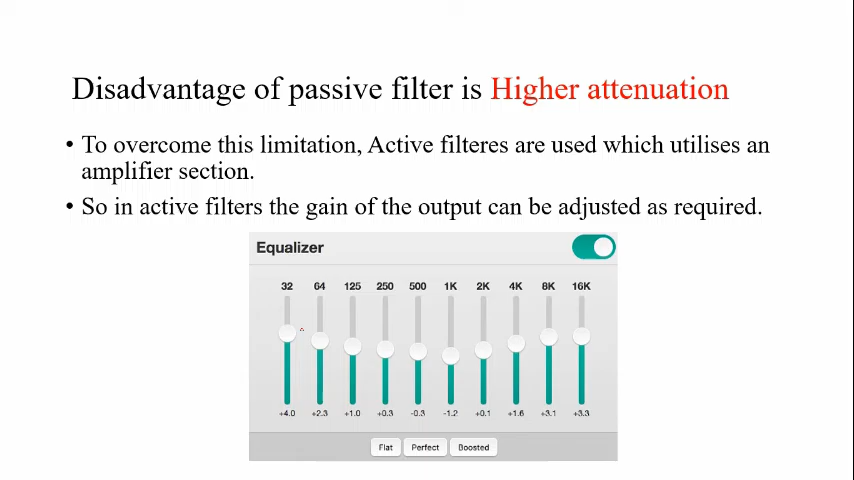 Disadvantage of passive filter is Higher attenuation
• To overcome this limitation, Active filteres are used which utilises an
amplifier section.
• So in active filters the gain of the output can be adjusted as required.
Equalizer
32 64 125 250 500 1K 2K 4K 8K 16K
+4.0 +2.3 +1.0 +0.3 -0.3 -1.2 +0.1 +1.6 +3.1 +3.3
Flat Perfect Boosted